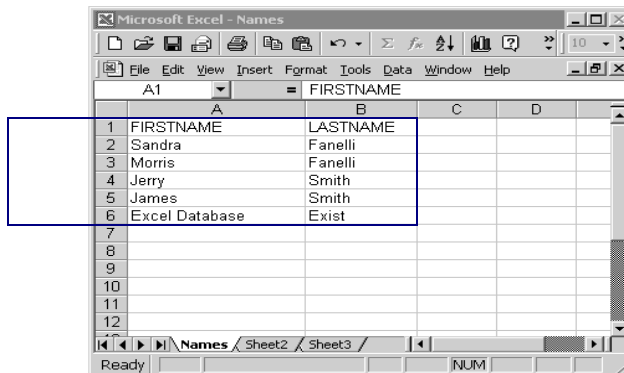 Microsoft Excel - Names
10
File Edit View Insert Format Tools Data Window Help
A1 = FIRSTNAME
A B C D
1 FIRSTNAME LASTNAME
2 Sandra Fanelli
3 Morris Fanelli
4 Jerry Smith
5 James Smith
6 Excel Database Exist
7
8
9
10
11
12
Names Sheet2 Sheet3
Ready NUM